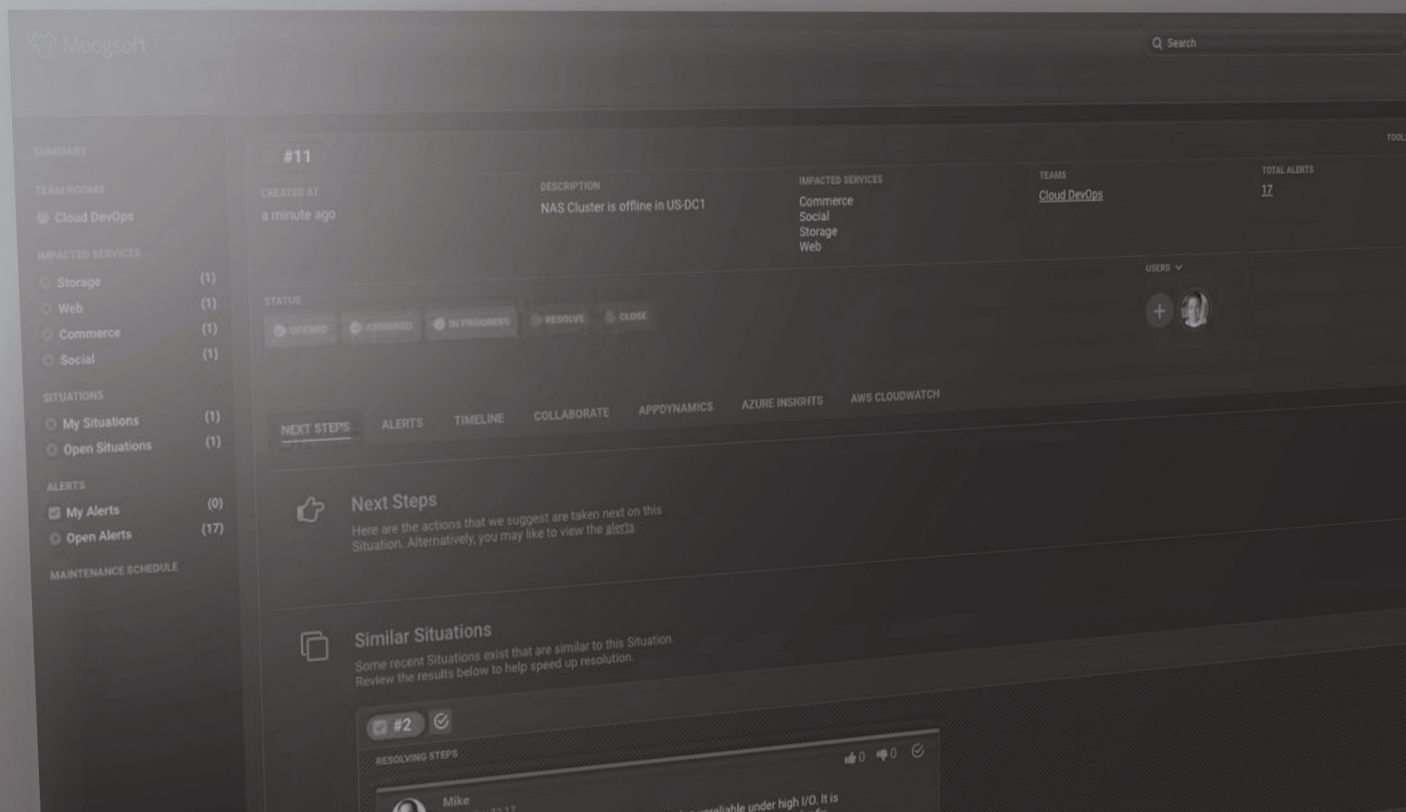 Moogsoft
Search
SUMMARY
TEAM ROOMS
Cloud DevOps
IMPACTED SERVICES
Storage (1)
Web (1)
Commerce (1)
Social (1)
SITUATIONS
My Situations (1)
Open Situations (1)
ALERTS
My Alerts (0)
Open Alerts (17)
MAINTENANCE SCHEDULE
#11
CREATED AT
a minute ago
DESCRIPTION
NAS Cluster is offline in US-DC1
IMPACTED SERVICES
Commerce
Social
Storage
Web
TEAMS
Cloud DevOps
TOTAL ALERTS
17
STATUS
OPENED ASSIGNED IN PROGRESS RESOLVE CLOSE
USERS
NEXT STEPS ALERTS TIMELINE COLLABORATE APPDYNAMICS AZURE INSIGHTS AWS CLOUDWATCH
Next Steps
Here are the actions that we suggest are taken next on this
Situation. Alternatively, you may like to view the alerts.
Similar Situations
Some recent Situations exist that are similar to this Situation.
Review the results below to help speed up resolution.
#2
RESOLVING STEPS
0 0
Mike
unreliable under high I/O. It is